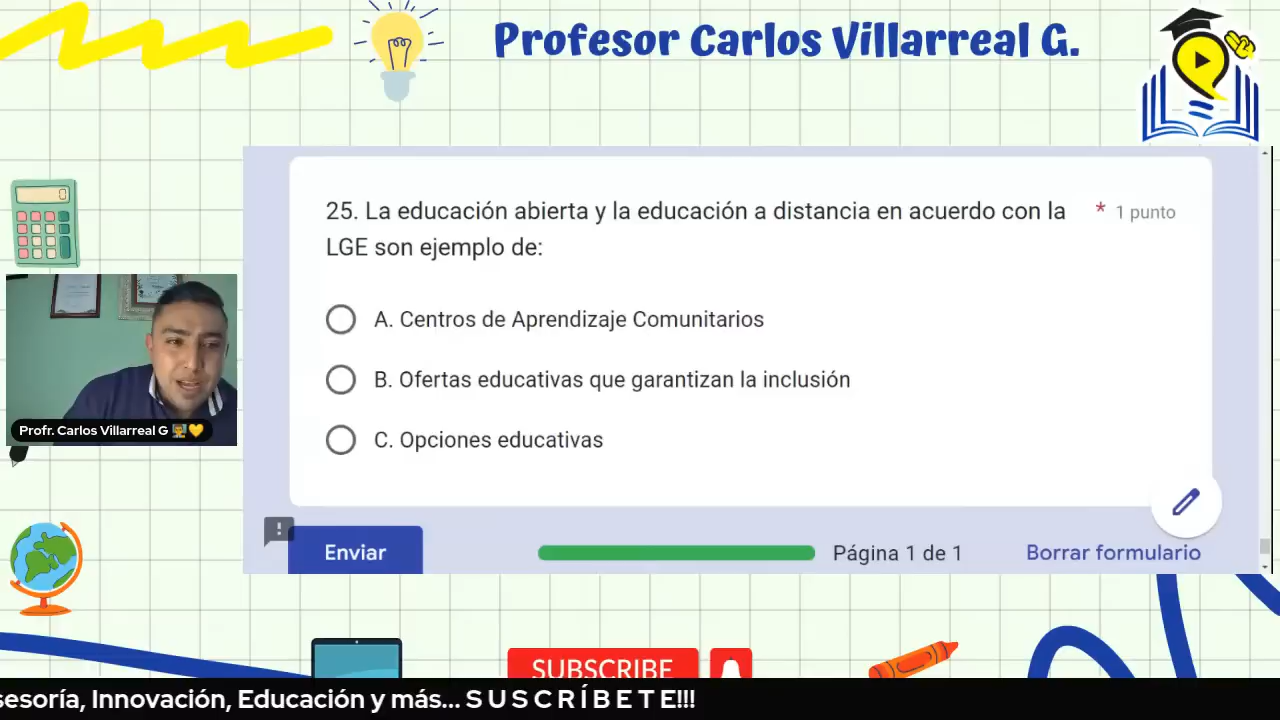 Profesor Carlos Villarreal G.
25. La educación abierta y la educación a distancia en acuerdo con la
LGE son ejemplo de:
* 1 punto
A. Centros de Aprendizaje Comunitarios
B. Ofertas educativas que garantizan la inclusión
C. Opciones educativas
Profr. Carlos Villarreal G
Enviar
Página 1 de 1
Borrar formulario
SUBSCRIBE
sesoría, Innovación, Educación y más... S U S C R Í B E T E!!!